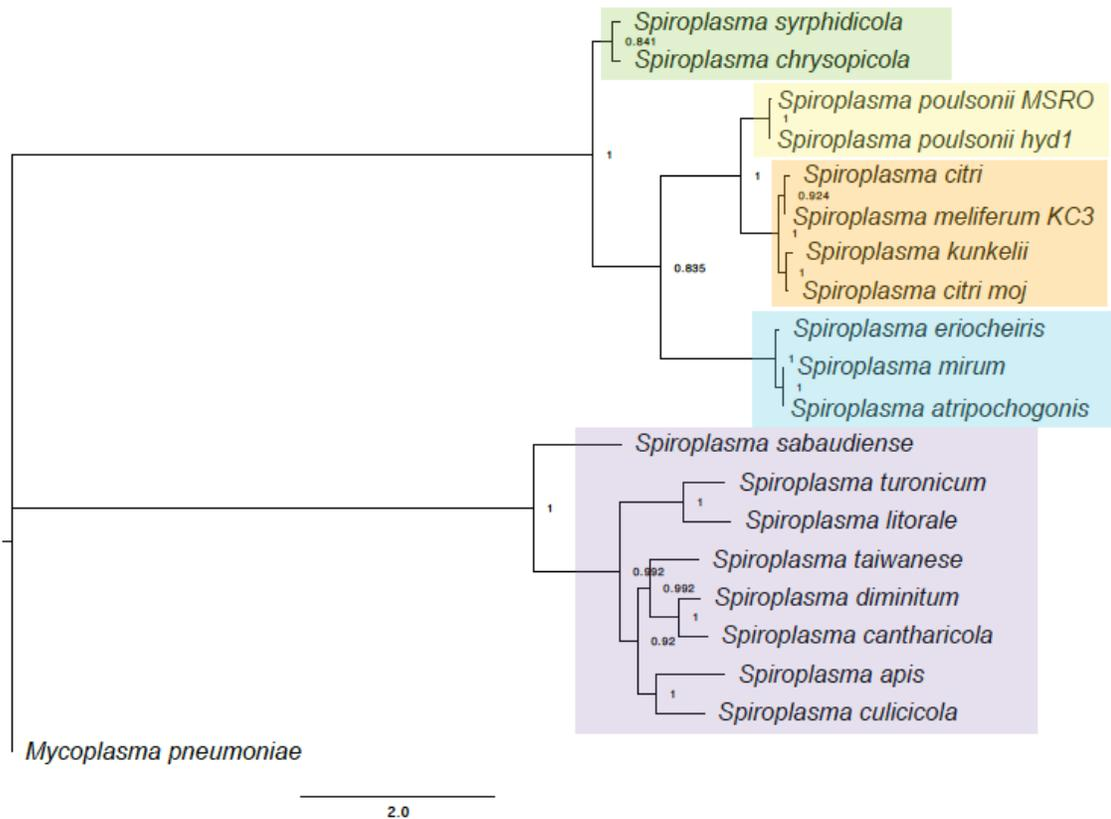 Spiroplasma syrphidicola
0.841
Spiroplasma chrysopicola
Spiroplasma poulsonii MSRO
1
Spiroplasma poulsonii hyd1
1
1
Spiroplasma citri
0.924
Spiroplasma meliferum KC3
1
Spiroplasma kunkelii
1
Spiroplasma citri moj
0.835
Spiroplasma eriocheiris
1
Spiroplasma mirum
1
Spiroplasma atripochogonis
Spiroplasma sabaudiense
Spiroplasma turonicum
1
1
Spiroplasma litorale
Spiroplasma taiwanese
0.992
0.992
Spiroplasma diminitum
1
Spiroplasma cantharicola
0.92
Spiroplasma apis
1
Spiroplasma culicicola
Mycoplasma pneumoniae
2.0